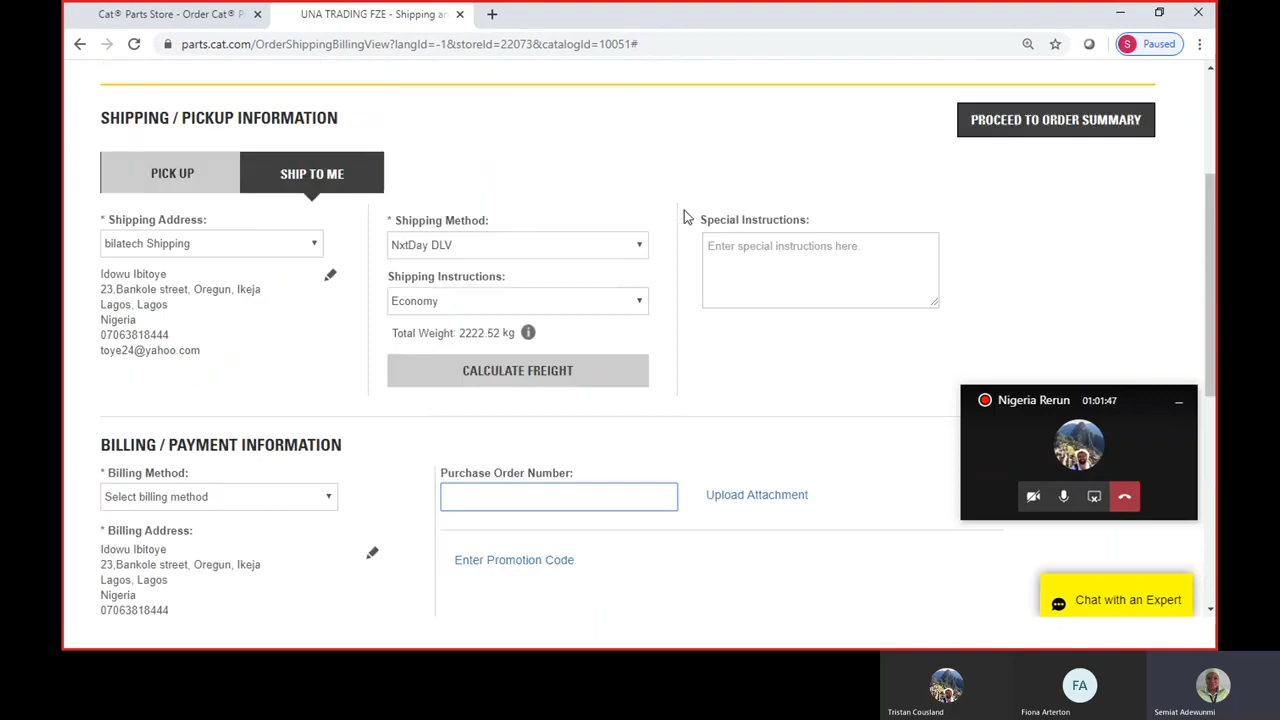 Cat® Parts Store - Order Cat® P
UNA TRADING FZE - Shipping an
parts.cat.com/OrderShippingBillingView?langId=-1&storeId=22073&catalogId=10051#
S
Paused
SHIPPING / PICKUP INFORMATION
PROCEED TO ORDER SUMMARY
PICK UP
SHIP TO ME
* Shipping Address:
bilatech Shipping
Idowu Ibitoye
23,Bankole street, Oregun, Ikeja
Lagos, Lagos
Nigeria
07063818444
toye24@yahoo.com
* Shipping Method:
NxtDay DLV
Shipping Instructions:
Economy
Total Weight: 2222.52 kg
CALCULATE FREIGHT
Special Instructions:
Enter special instructions here.
Nigeria Rerun
01:01:47
BILLING / PAYMENT INFORMATION
* Billing Method:
Select billing method
* Billing Address:
Idowu Ibitoye
23,Bankole street, Oregun, Ikeja
Lagos, Lagos
Nigeria
07063818444
Purchase Order Number:
Upload Attachment
Enter Promotion Code
Chat with an Expert
FA
Tristan Cousland
Fiona Arterton
Semiat Adewunmi